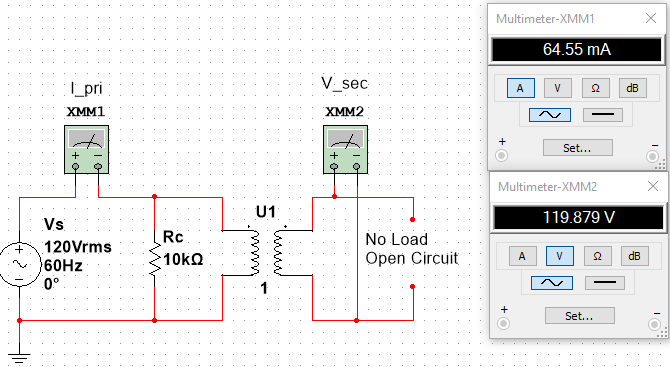 I_pri
XMM1
V_sec
XMM2
Vs
120Vrms
60Hz
0°
Rc
10kΩ
U1
1
No Load
Open Circuit
Multimeter-XMM1
64.55 mA
A V Ω dB
Set...
+ –
Multimeter-XMM2
119.879 V
A V Ω dB
Set...
+ –